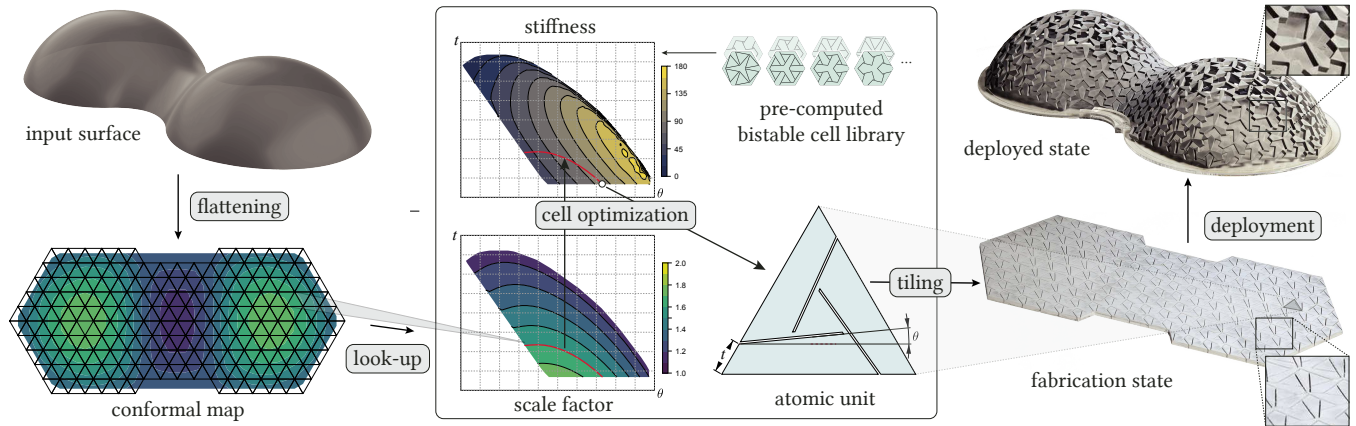 input surface
flattening
conformal map
look-up
stiffness
t
180
135
90
45
0
θ
pre-computed
bistable cell library
...
cell optimization
t
2.0
1.8
1.6
1.4
1.2
1.0
θ
scale factor
t
θ
atomic unit
tiling
deployed state
deployment
fabrication state